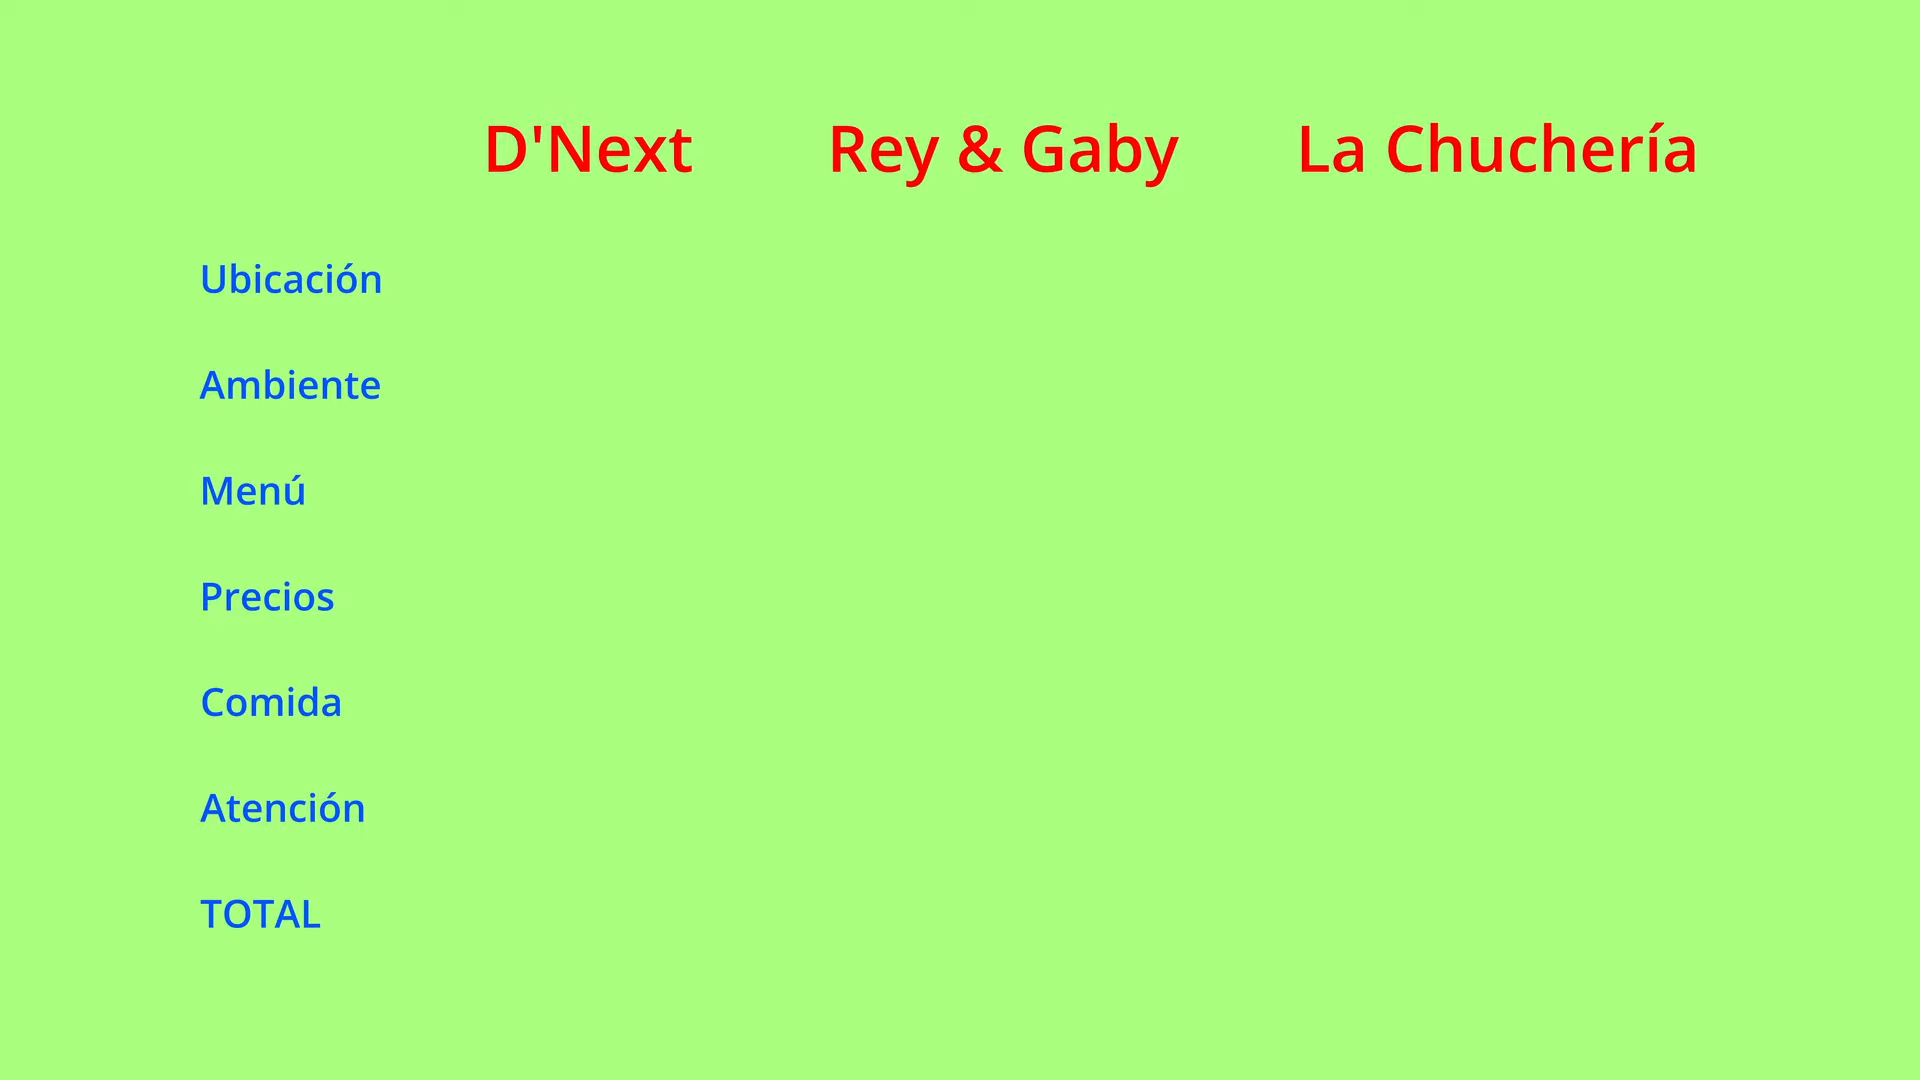 D'Next Rey & Gaby La Chuchería
Ubicación
Ambiente
Menú
Precios
Comida
Atención
TOTAL